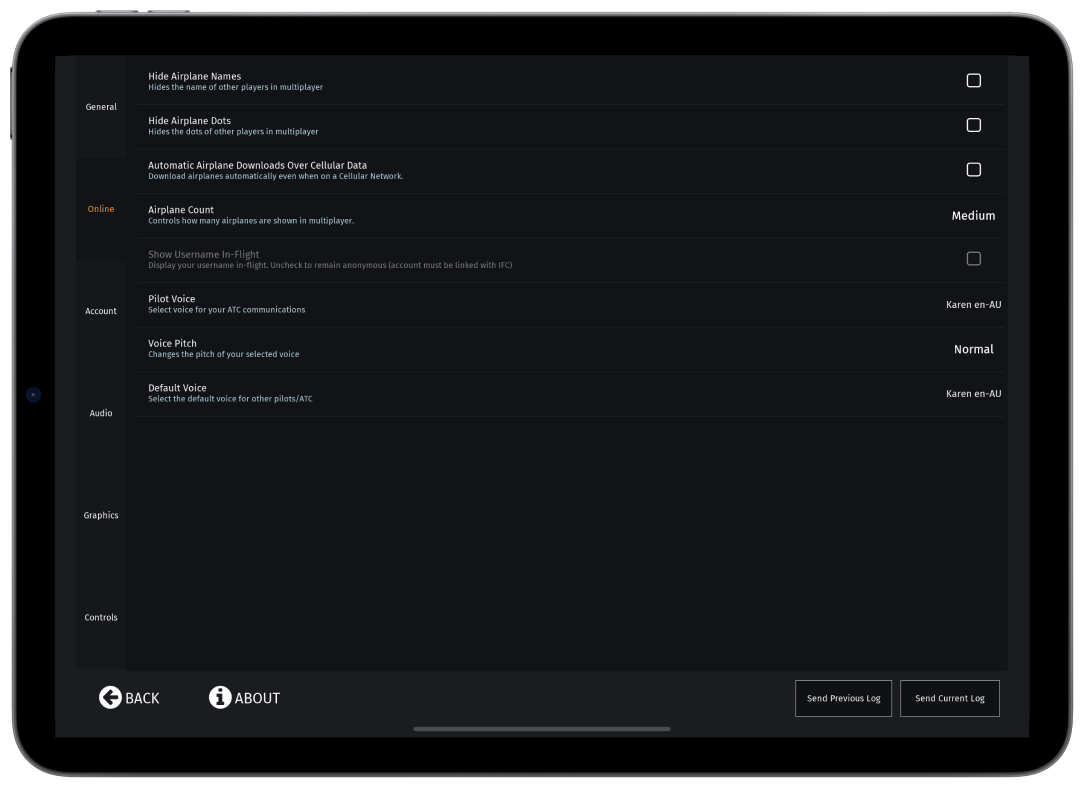 General
Online
Account
Audio
Graphics
Controls
Hide Airplane Names
Hides the name of other players in multiplayer
Hide Airplane Dots
Hides the dots of other players in multiplayer
Automatic Airplane Downloads Over Cellular Data
Download airplanes automatically even when on a Cellular Network.
Airplane Count
Controls how many airplanes are shown in multiplayer.
Medium
Show Username In-Flight
Display your username in-flight. Uncheck to remain anonymous (account must be linked with IFC)
Pilot Voice
Select voice for your ATC communications
Karen en-AU
Voice Pitch
Changes the pitch of your selected voice
Normal
Default Voice
Select the default voice for other pilots/ATC
Karen en-AU
BACK
ABOUT
Send Previous Log
Send Current Log